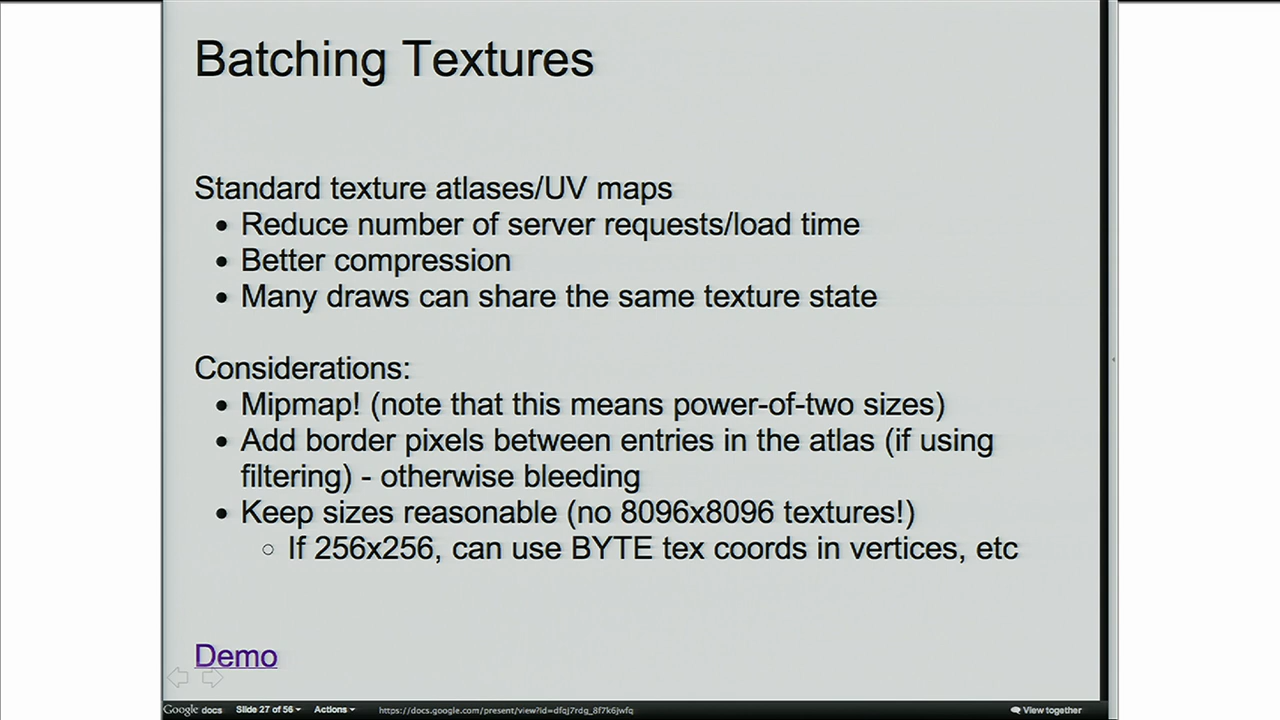 Batching Textures
Standard texture atlases/UV maps
• Reduce number of server requests/load time
• Better compression
• Many draws can share the same texture state
Considerations:
• Mipmap! (note that this means power-of-two sizes)
• Add border pixels between entries in the atlas (if using
filtering) - otherwise bleeding
• Keep sizes reasonable (no 8096x8096 textures!)
○ If 256x256, can use BYTE tex coords in vertices, etc
Demo
Google docs Slide 27 of 56 Actions https://docs.google.com/present/view?id=dfqj7rdg_8f7k6jwfq View together